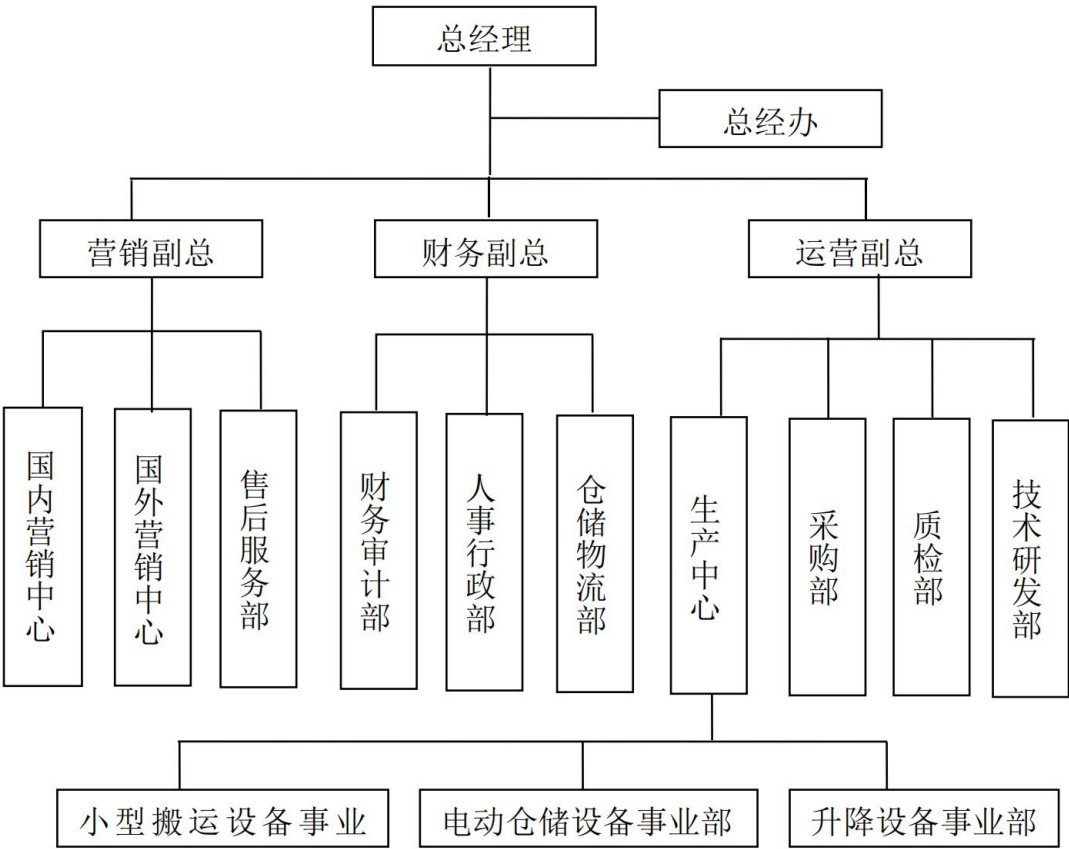 总经理
总经办
营销副总
财务副总
运营副总
国内营销中心
国外营销中心
售后服务部
财务审计部
人事行政部
仓储物流部
生产中心
采购部
质检部
技术研发部
小型搬运设备事业
电动仓储设备事业部
升降设备事业部